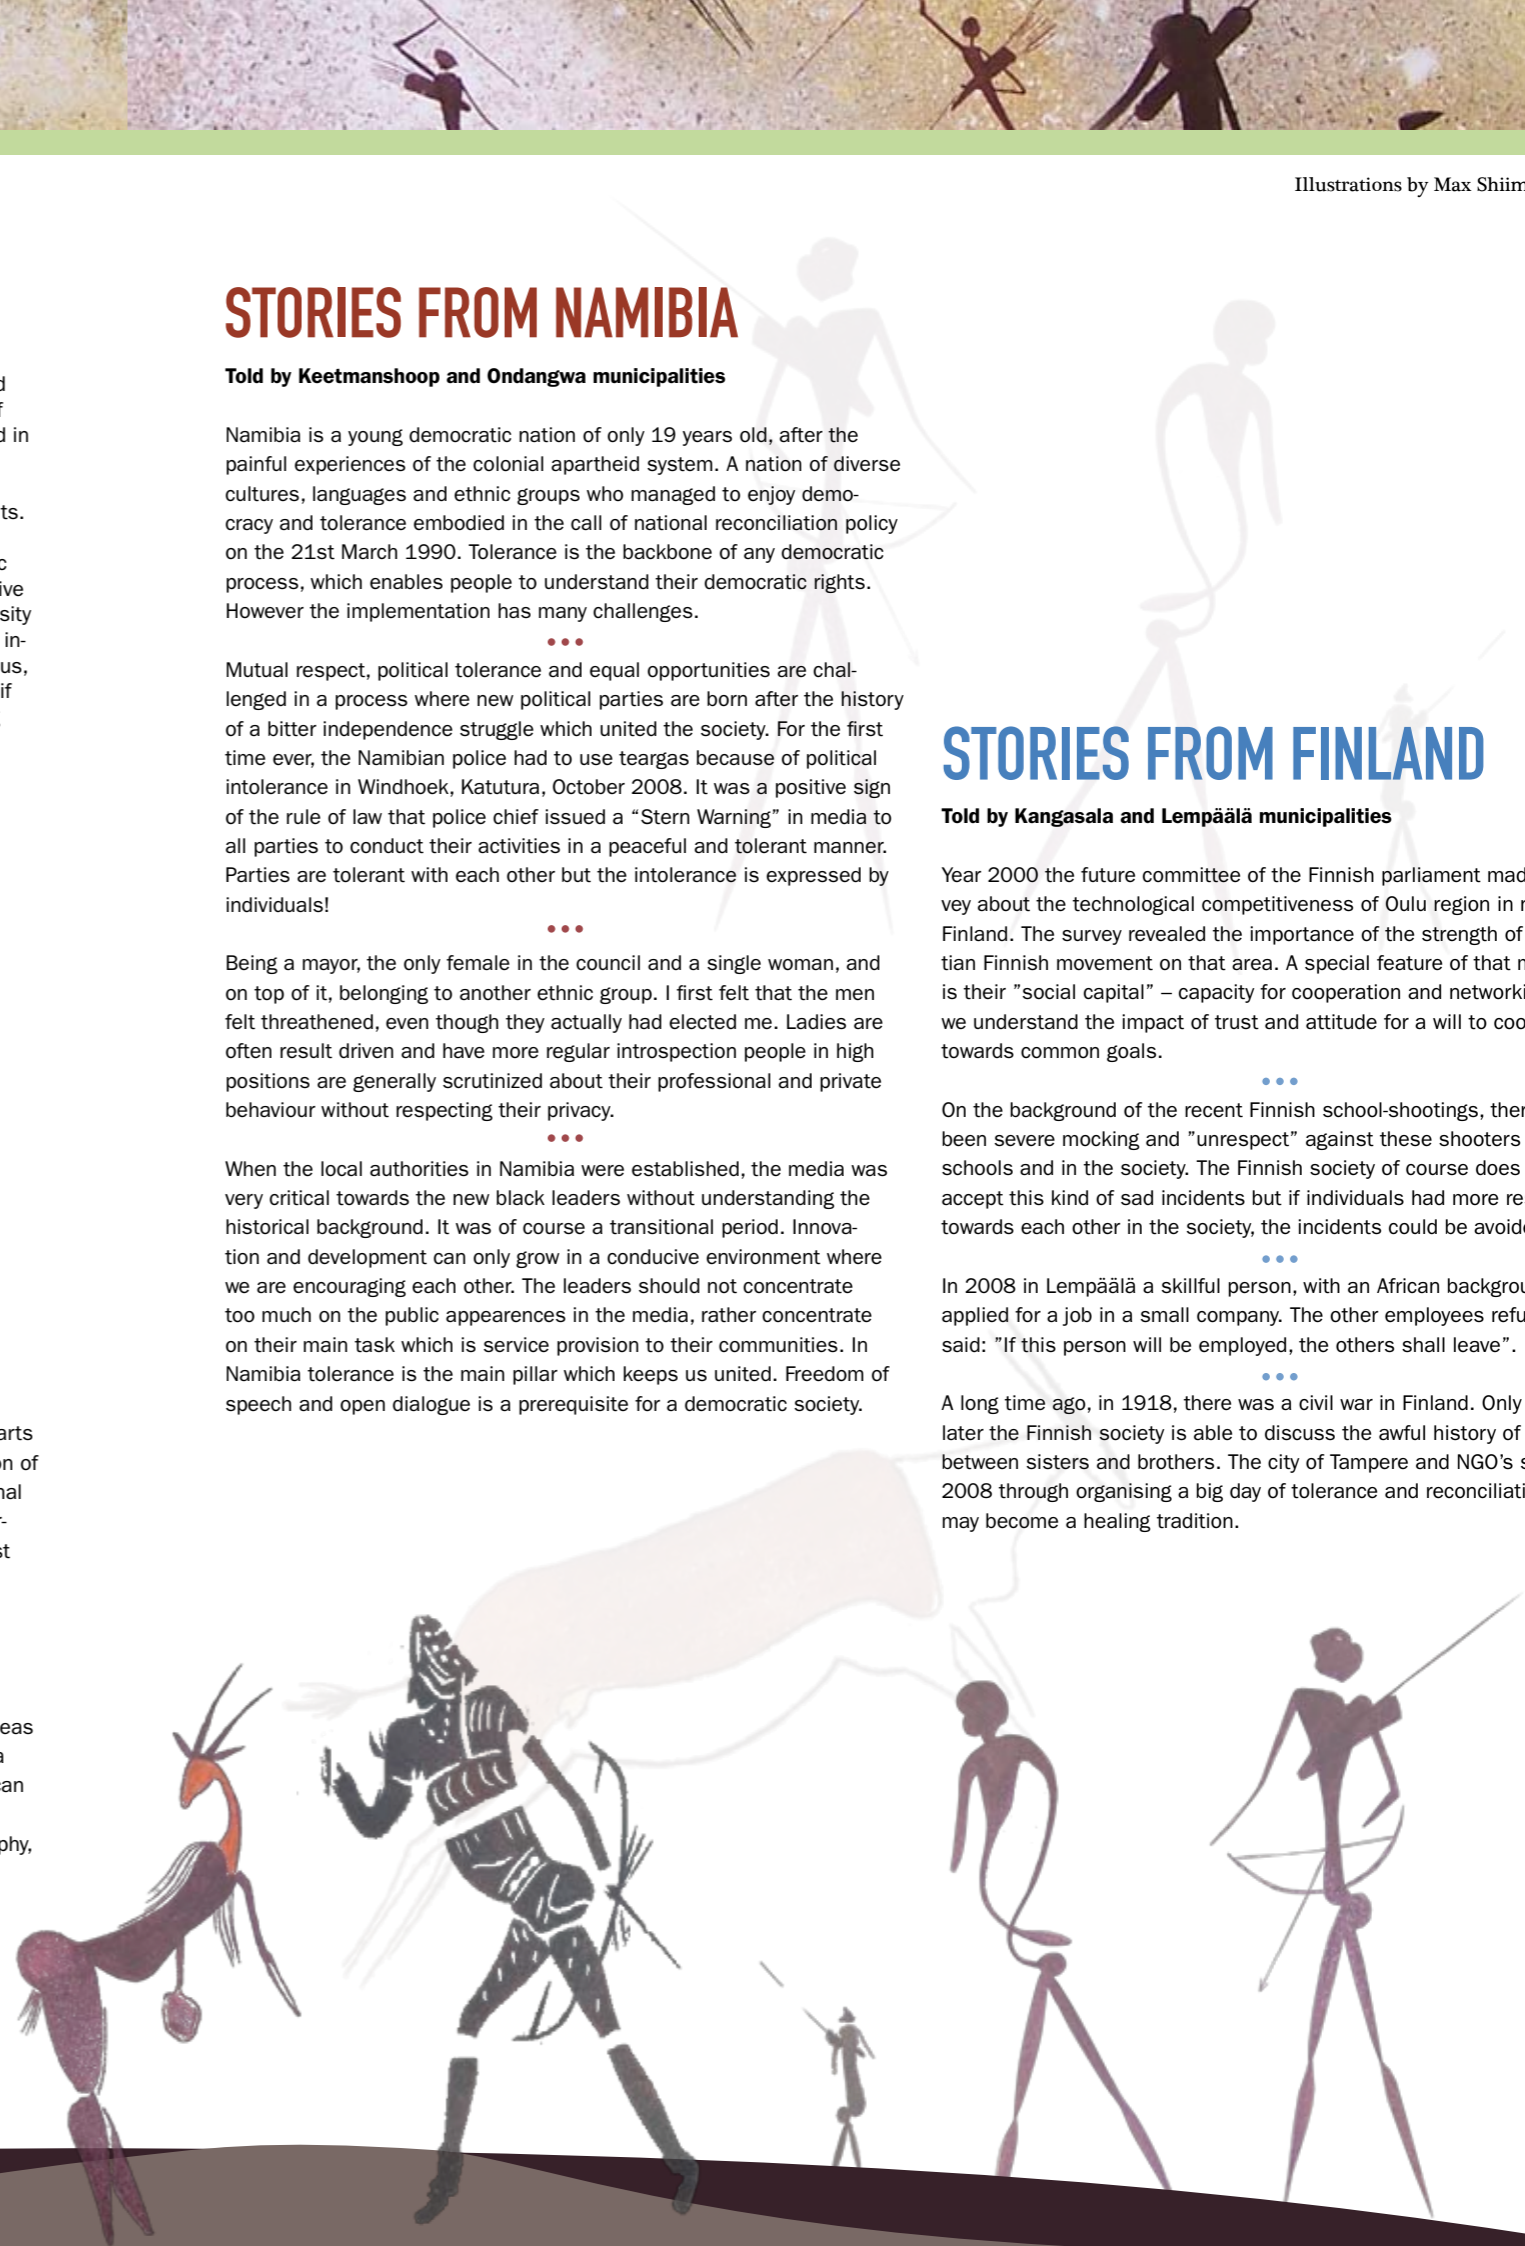 Illustrations by Max
d
f
d in
ts.
c
ive
sity
in-
us,
if
arts
on of
nal
r-
st
eas
a
can
phy,
STORIES FROM NAMIBIA
Told by Keetmanshoop and Ondangwa municipalities
Namibia is a young democratic nation of only 19 years old, after the
painful experiences of the colonial apartheid system. A nation of diverse
cultures, languages and ethnic groups who managed to enjoy demo-
cracy and tolerance embodied in the call of national reconciliation policy
on the 21st March 1990. Tolerance is the backbone of any democratic
process, which enables people to understand their democratic rights.
However the implementation has many challenges.
•••
Mutual respect, political tolerance and equal opportunities are chal-
lenged in a process where new political parties are born after the history
of a bitter independence struggle which united the society. For the first
time ever, the Namibian police had to use teargas because of political
intolerance in Windhoek, Katutura, October 2008. It was a positive sign
of the rule of law that police chief issued a “Stern Warning” in media to
all parties to conduct their activities in a peaceful and tolerant manner.
Parties are tolerant with each other but the intolerance is expressed by
individuals!
•••
Being a mayor, the only female in the council and a single woman, and
on top of it, belonging to another ethnic group. I first felt that the men
felt threathened, even though they actually had elected me. Ladies are
often result driven and have more regular introspection people in high
positions are generally scrutinized about their professional and private
behaviour without respecting their privacy.
•••
When the local authorities in Namibia were established, the media was
very critical towards the new black leaders without understanding the
historical background. It was of course a transitional period. Innova-
tion and development can only grow in a conducive environment where
we are encouraging each other. The leaders should not concentrate
too much on the public appearences in the media, rather concentrate
on their main task which is service provision to their communities. In
Namibia tolerance is the main pillar which keeps us united. Freedom of
speech and open dialogue is a prerequisite for a democratic society.
STORIES FROM FINLAND
Told by Kangasala and Lempäälä municipalities
Year 2000 the future committee of the Finnish parliament mad
vey about the technological competitiveness of Oulu region in
Finland. The survey revealed the importance of the strength of
tian Finnish movement on that area. A special feature of that
is their ”social capital” – capacity for cooperation and networki
we understand the impact of trust and attitude for a will to coo
towards common goals.
•••
On the background of the recent Finnish school-shootings, ther
been severe mocking and ”unrespect” against these shooters
schools and in the society. The Finnish society of course does
accept this kind of sad incidents but if individuals had more re
towards each other in the society, the incidents could be avoid
•••
In 2008 in Lempäälä a skillful person, with an African backgrou
applied for a job in a small company. The other employees refu
said: ”If this person will be employed, the others shall leave”.
•••
A long time ago, in 1918, there was a civil war in Finland. Only
later the Finnish society is able to discuss the awful history of
between sisters and brothers. The city of Tampere and NGO’s s
2008 through organising a big day of tolerance and reconciliati
may become a healing tradition.